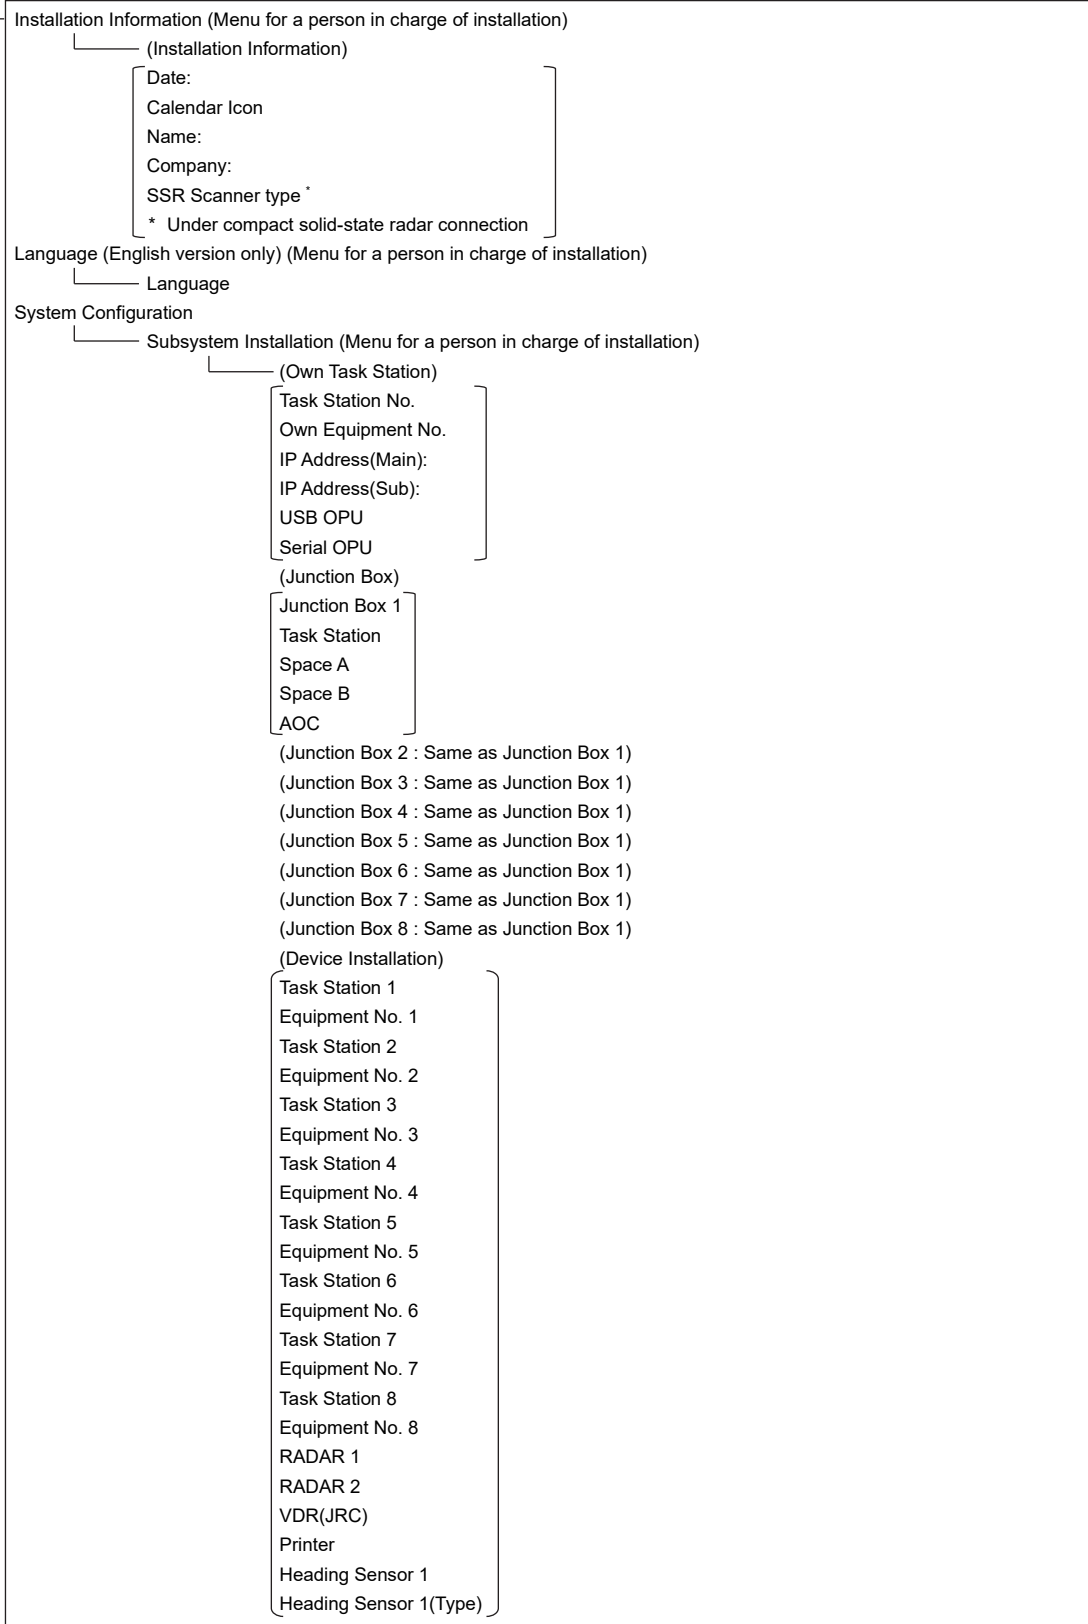 Installation Information (Menu for a person in charge of installation)
(Installation Information)
Date:
Calendar Icon
Name:
Company:
SSR Scanner type *
* Under compact solid-state radar connection
Language (English version only) (Menu for a person in charge of installation)
Language
System Configuration
Subsystem Installation (Menu for a person in charge of installation)
(Own Task Station)
Task Station No.
Own Equipment No.
IP Address(Main):
IP Address(Sub):
USB OPU
Serial OPU
(Junction Box)
Junction Box 1
Task Station
Space A
Space B
AOC
(Junction Box 2 : Same as Junction Box 1)
(Junction Box 3 : Same as Junction Box 1)
(Junction Box 4 : Same as Junction Box 1)
(Junction Box 5 : Same as Junction Box 1)
(Junction Box 6 : Same as Junction Box 1)
(Junction Box 7 : Same as Junction Box 1)
(Junction Box 8 : Same as Junction Box 1)
(Device Installation)
Task Station 1
Equipment No. 1
Task Station 2
Equipment No. 2
Task Station 3
Equipment No. 3
Task Station 4
Equipment No. 4
Task Station 5
Equipment No. 5
Task Station 6
Equipment No. 6
Task Station 7
Equipment No. 7
Task Station 8
Equipment No. 8
RADAR 1
RADAR 2
VDR(JRC)
Printer
Heading Sensor 1
Heading Sensor 1(Type)